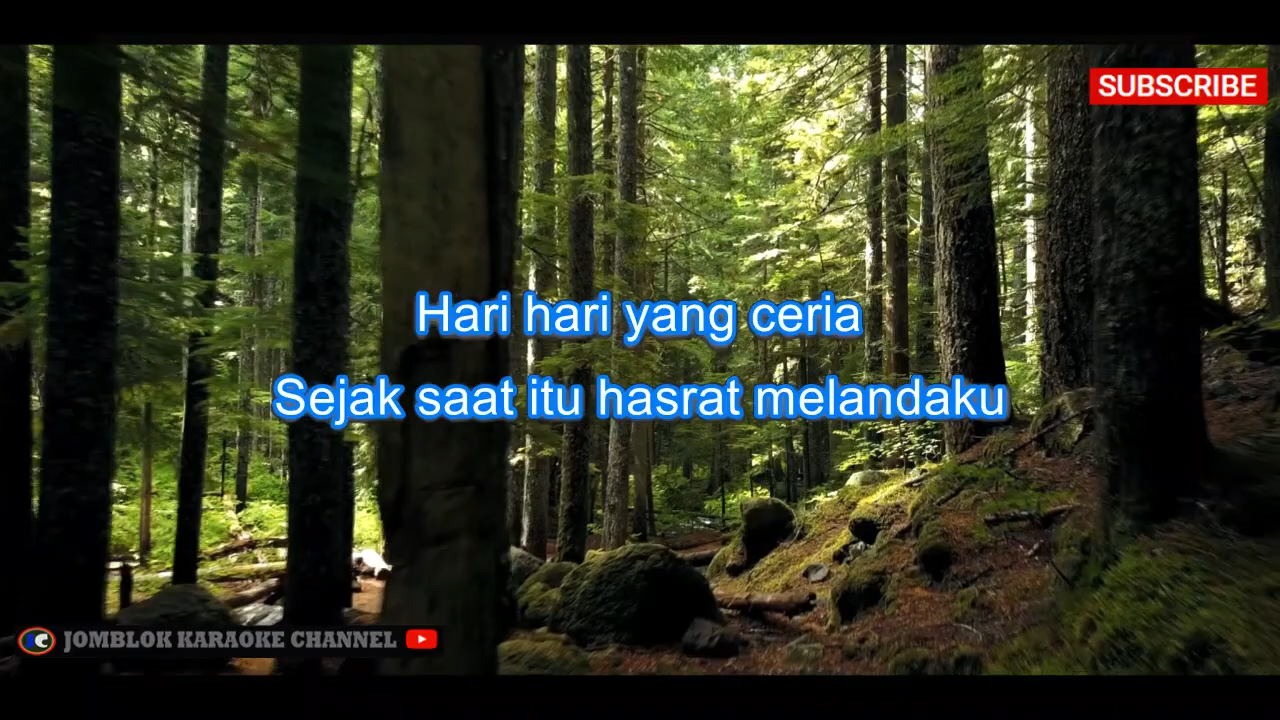 SUBSCRIBE
Hari hari yang ceria
Sejak saat itu hasrat melandaku
JOMBLOK KARAOKE CHANNEL